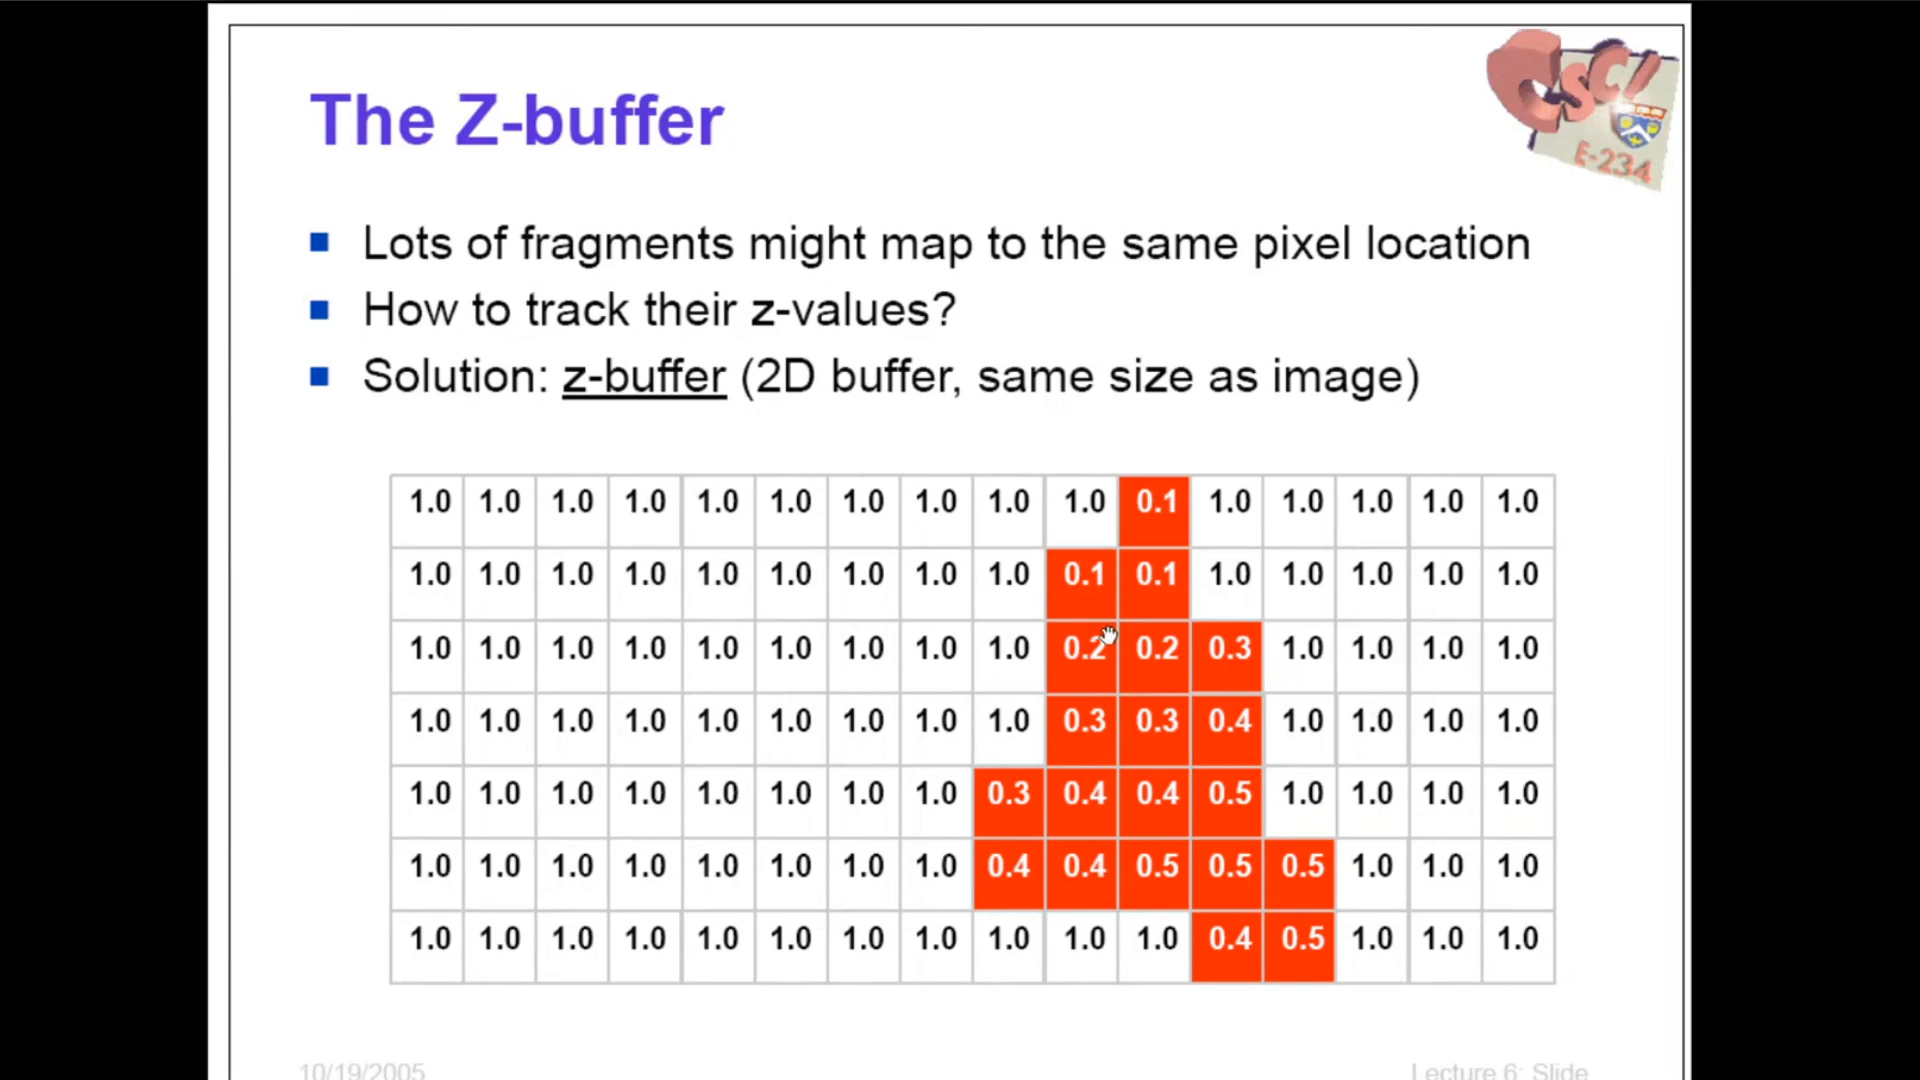 The Z-buffer
CSCI
E-234
Lots of fragments might map to the same pixel location
How to track their z-values?
Solution: z-buffer (2D buffer, same size as image)
1.0 1.0 1.0 1.0 1.0 1.0 1.0 1.0 1.0 1.0 0.1 1.0 1.0 1.0 1.0 1.0
1.0 1.0 1.0 1.0 1.0 1.0 1.0 1.0 1.0 0.1 0.1 1.0 1.0 1.0 1.0 1.0
1.0 1.0 1.0 1.0 1.0 1.0 1.0 1.0 1.0 0.2 0.2 0.3 1.0 1.0 1.0 1.0
1.0 1.0 1.0 1.0 1.0 1.0 1.0 1.0 1.0 0.3 0.3 0.4 1.0 1.0 1.0 1.0
1.0 1.0 1.0 1.0 1.0 1.0 1.0 1.0 0.3 0.4 0.4 0.5 1.0 1.0 1.0 1.0
1.0 1.0 1.0 1.0 1.0 1.0 1.0 1.0 0.4 0.4 0.5 0.5 0.5 1.0 1.0 1.0
1.0 1.0 1.0 1.0 1.0 1.0 1.0 1.0 1.0 1.0 1.0 0.4 0.5 1.0 1.0 1.0
10/19/2005
Lecture 6: Slide